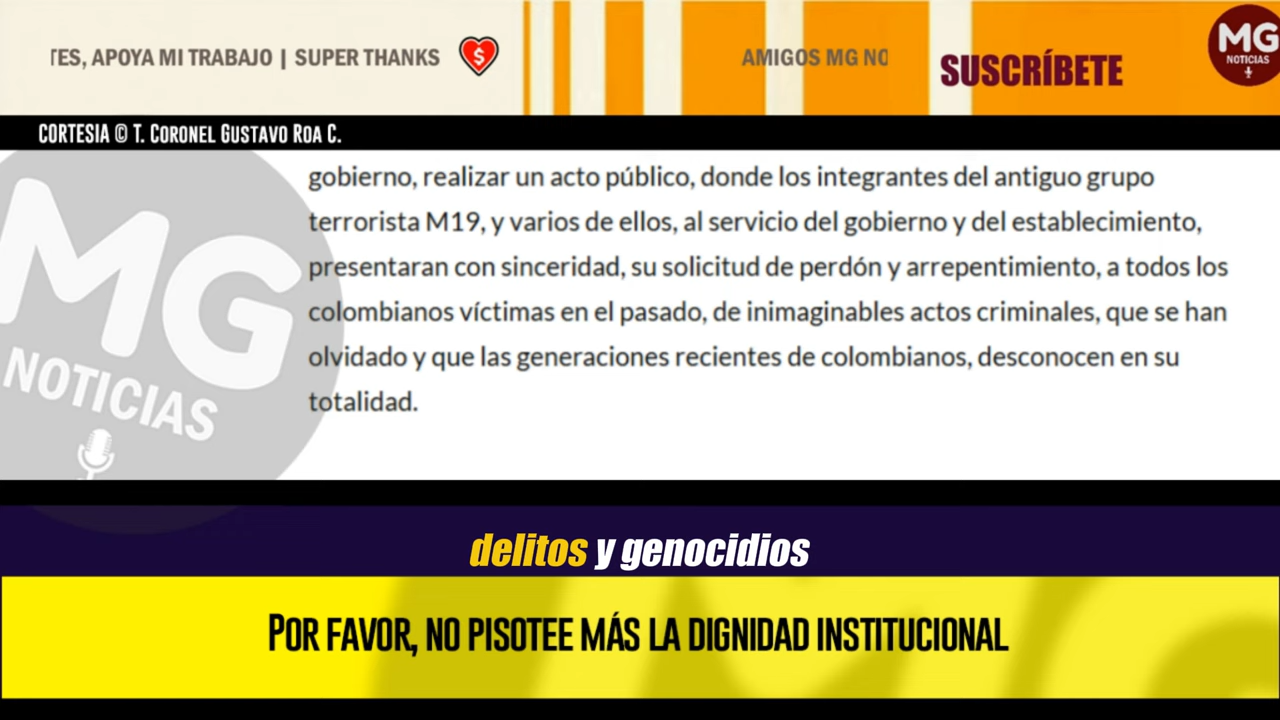 TES, APOYA MI TRABAJO | SUPER THANKS
$
AMIGOS MG NO
SUSCRÍBETE
MG
NOTICIAS
CORTESIA © T. CORONEL GUSTAVO ROA C.
MG
NOTICIAS
gobierno, realizar un acto público, donde los integrantes del antiguo grupo
terrorista M19, y varios de ellos, al servicio del gobierno y del establecimiento,
presentaran con sinceridad, su solicitud de perdón y arrepentimiento, a todos los
colombianos víctimas en el pasado, de inimaginables actos criminales, que se han
olvidado y que las generaciones recientes de colombianos, desconocen en su
totalidad.
delitos y genocidios
POR FAVOR, NO PISOTEE MÁS LA DIGNIDAD INSTITUCIONAL